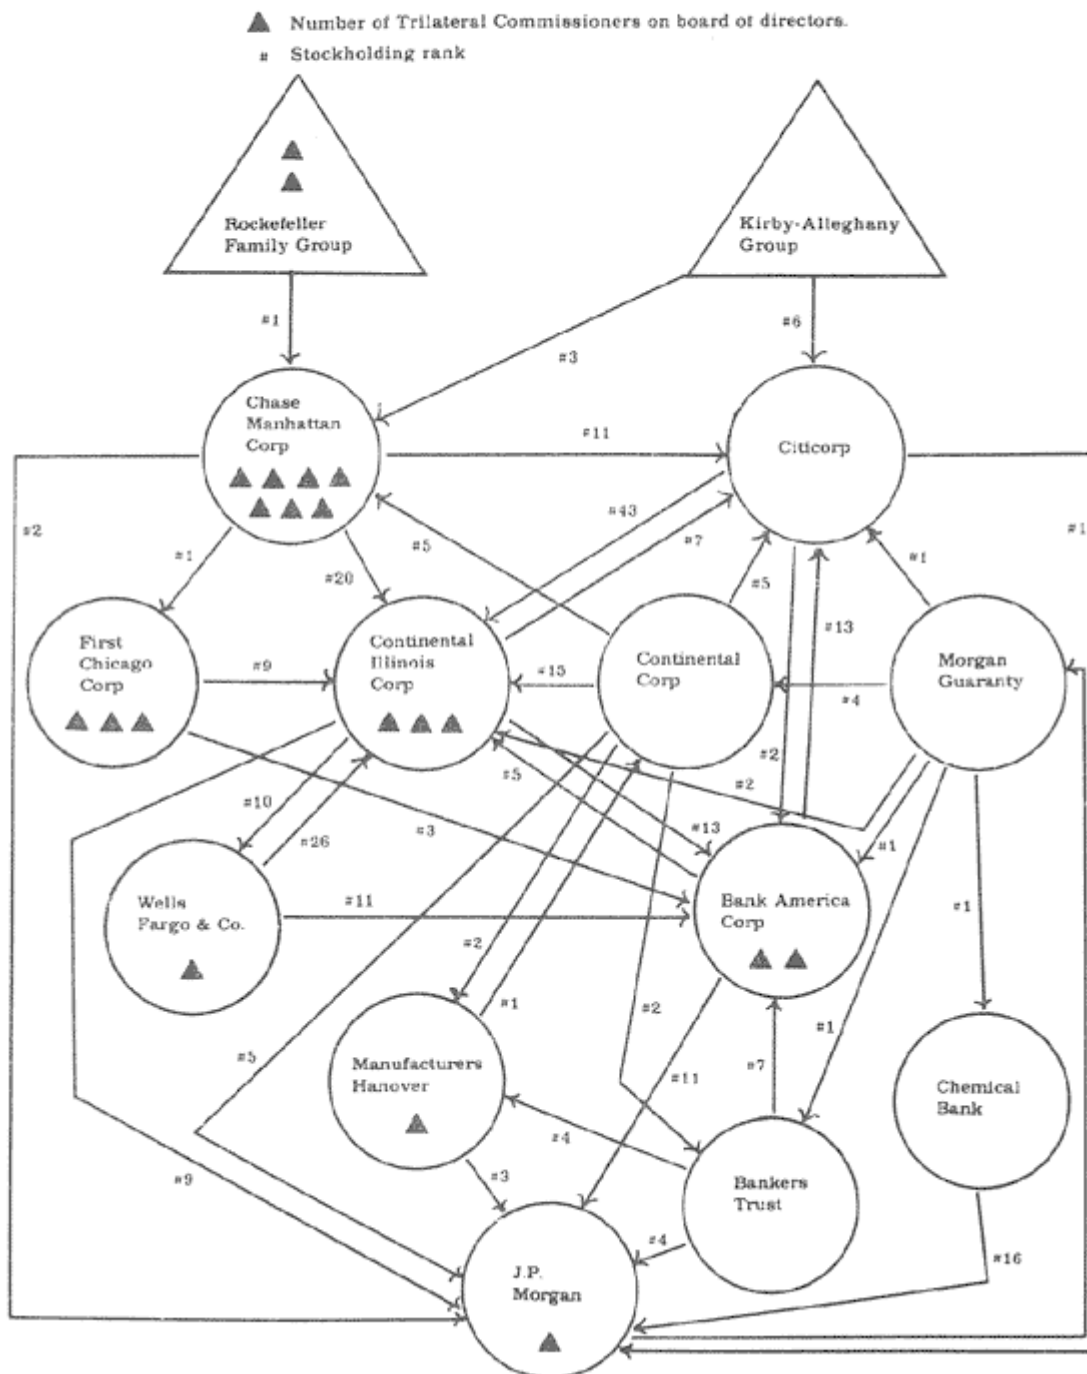 ▲ Number of Trilateral Commissioners on board of directors.
# Stockholding rank
Rockefeller
Family Group
Kirby-Alleghany
Group
#1
#3
#6
Chase
Manhattan
Corp
#11
Citicorp
#2
#1
#20
#5
#43
#7
#5
#13
#1
#1
First
Chicago
Corp
#9
Continental
Illinois
Corp
#15
Continental
Corp
#4
Morgan
Guaranty
#10
#26
#3
#5
#13
#2
#2
#1
Wells
Fargo & Co.
#11
Bank America
Corp
#1
#2
#1
#2
#1
#5
#11
#7
Manufacturers
Hanover
Chemical
Bank
#4
#9
#3
#4
Bankers
Trust
#16
J.P.
Morgan